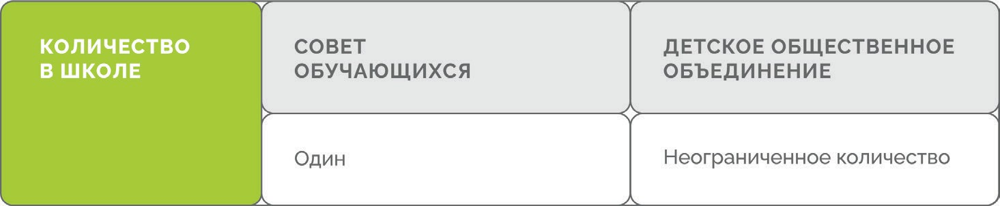 КОЛИЧЕСТВО
В ШКОЛЕ
СОВЕТ
ОБУЧАЮЩИХСЯ
ДЕТСКОЕ ОБЩЕСТВЕННОЕ
ОБЪЕДИНЕНИЕ
Один
Неограниченное количество